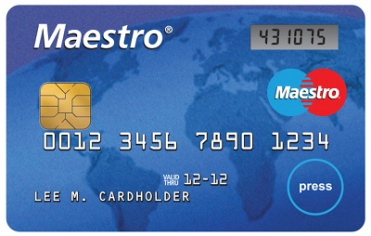 Maestro®
431075
Maestro
0012 3456 7890 1234
VALID
THRU 12-12
LEE M. CARDHOLDER
press